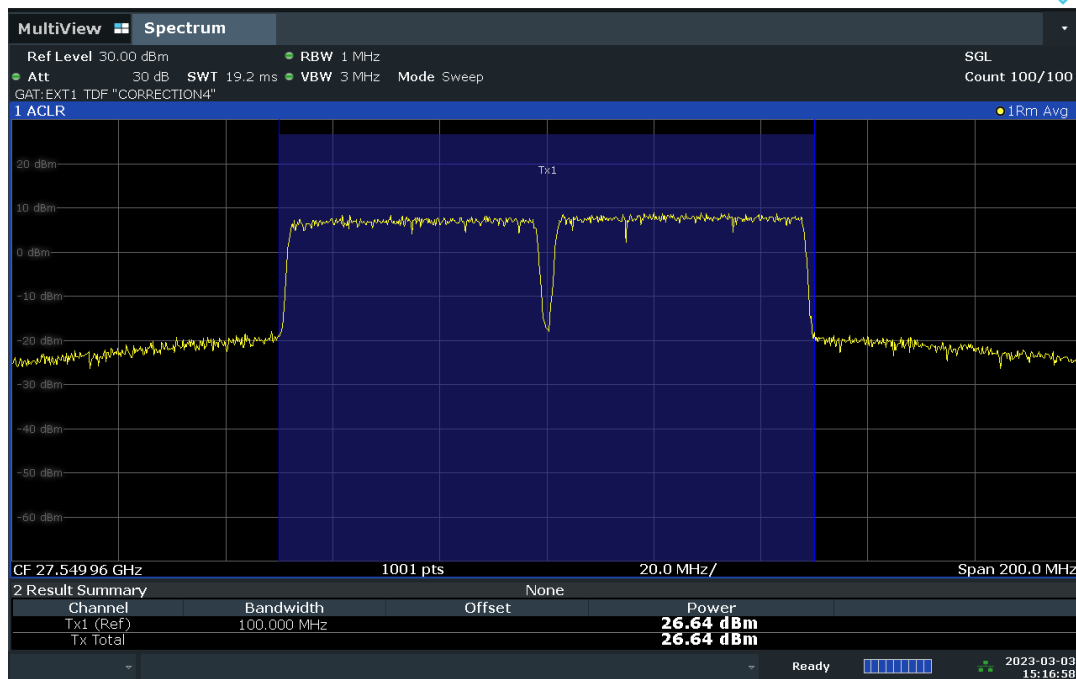 MultiView Spectrum
Ref Level 30.00 dBm RBW 1 MHz SGL
Att 30 dB SWT 19.2 ms VBW 3 MHz Mode Sweep Count 100/100
GAT:EXT1 TDF "CORRECTION4"
1 ACLR 1Rm Avg
20 dBm
Tx1
10 dBm
0 dBm
-10 dBm
-20 dBm
-30 dBm
-40 dBm
-50 dBm
-60 dBm
CF 27.549 96 GHz 1001 pts 20.0 MHz/ Span 200.0 MHz
2 Result Summary None
Channel Bandwidth Offset Power
Tx1 (Ref) 100.000 MHz 26.64 dBm
Tx Total 26.64 dBm
Ready 2023-03-03
15:16:58